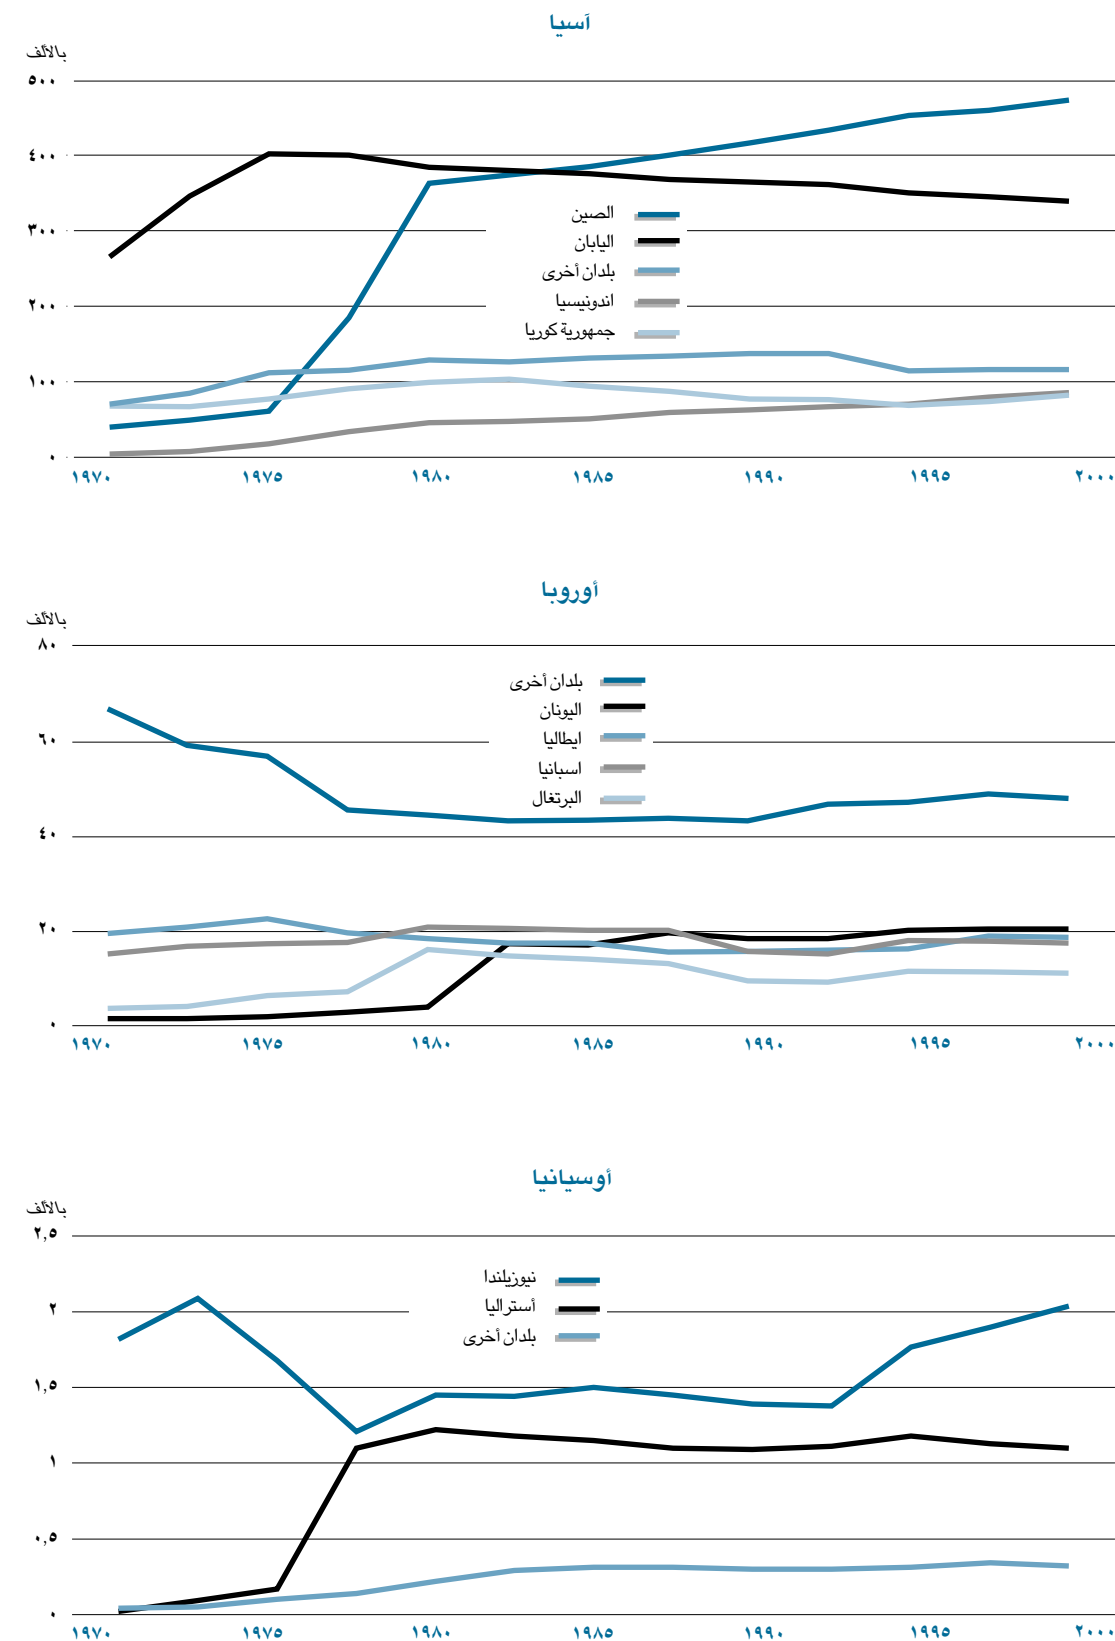 آسيا
بالألف
٥٠٠
٤٠٠
٣٠٠
٢٠٠
١٠٠
٠
الصين
اليابان
بلدان أخرى
اندونيسيا
جمهورية كوريا
١٩٧٠ ١٩٧٥ ١٩٨٠ ١٩٨٥ ١٩٩٠ ١٩٩٥ ٢٠٠٠
أوروبا
بالألف
٨٠
٦٠
٤٠
٢٠
٠
بلدان أخرى
اليونان
ايطاليا
اسبانيا
البرتغال
١٩٧٠ ١٩٧٥ ١٩٨٠ ١٩٨٥ ١٩٩٠ ١٩٩٥ ٢٠٠٠
أوسيانيا
بالألف
٢,٥
٢
١,٥
١
٠,٥
٠
نيوزيلندا
أستراليا
بلدان أخرى
١٩٧٠ ١٩٧٥ ١٩٨٠ ١٩٨٥ ١٩٩٠ ١٩٩٥ ٢٠٠٠